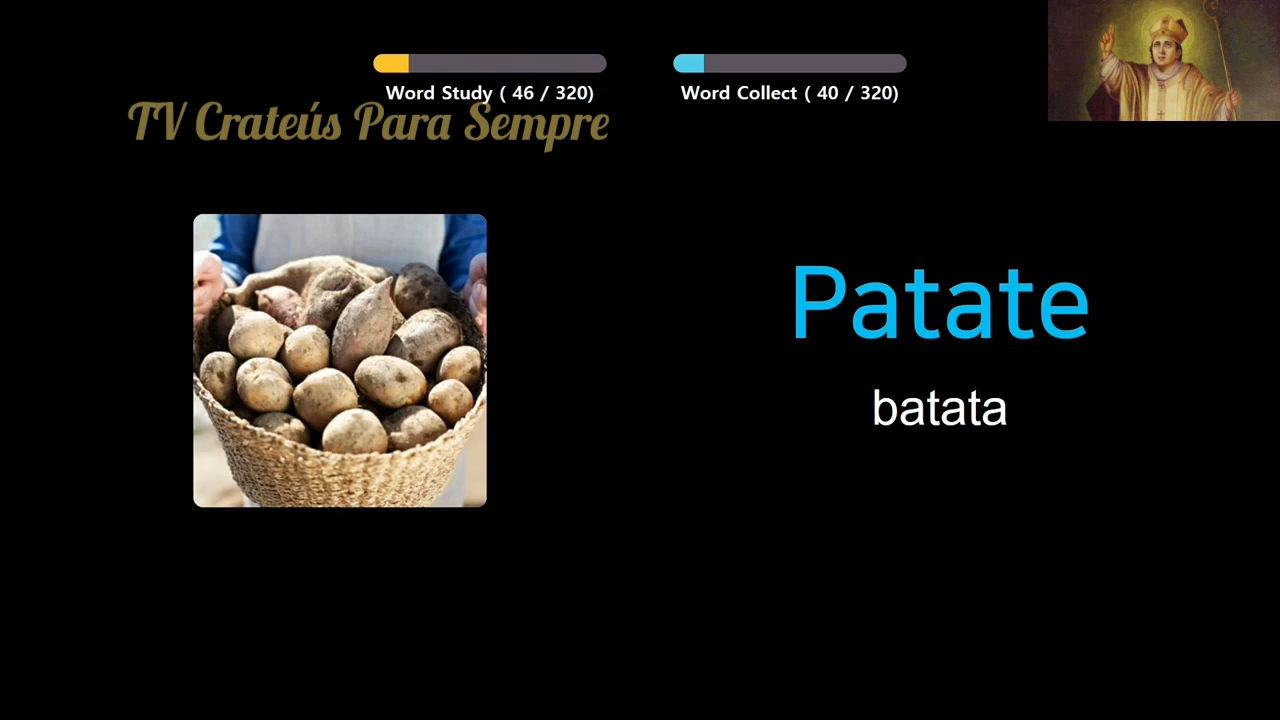 Word Study ( 46 / 320)
Word Collect ( 40 / 320)
TV Crateús Para Sempre
Patate
batata